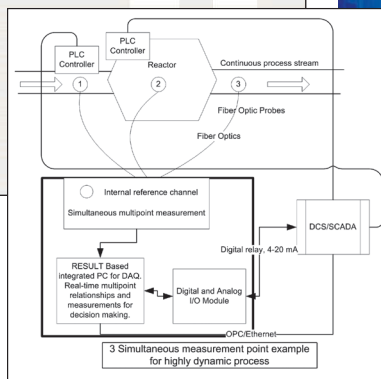 PLC
Controller
PLC
Controller
Reactor
Continuous process stream
1
2
3
Fiber Optic Probes
Fiber Optics
Internal reference channel
Simultaneous multipoint measurement
DCS/SCADA
Digital relay, 4-20 mA
RESULT Based
integrated PC for DAQ.
Real-time multipoint
relationships and
measurements for
decision making.
Digital and Analog
I/O Module
OPC/Ethernet
3 Simultaneous measurement point example
for highly dynamic process